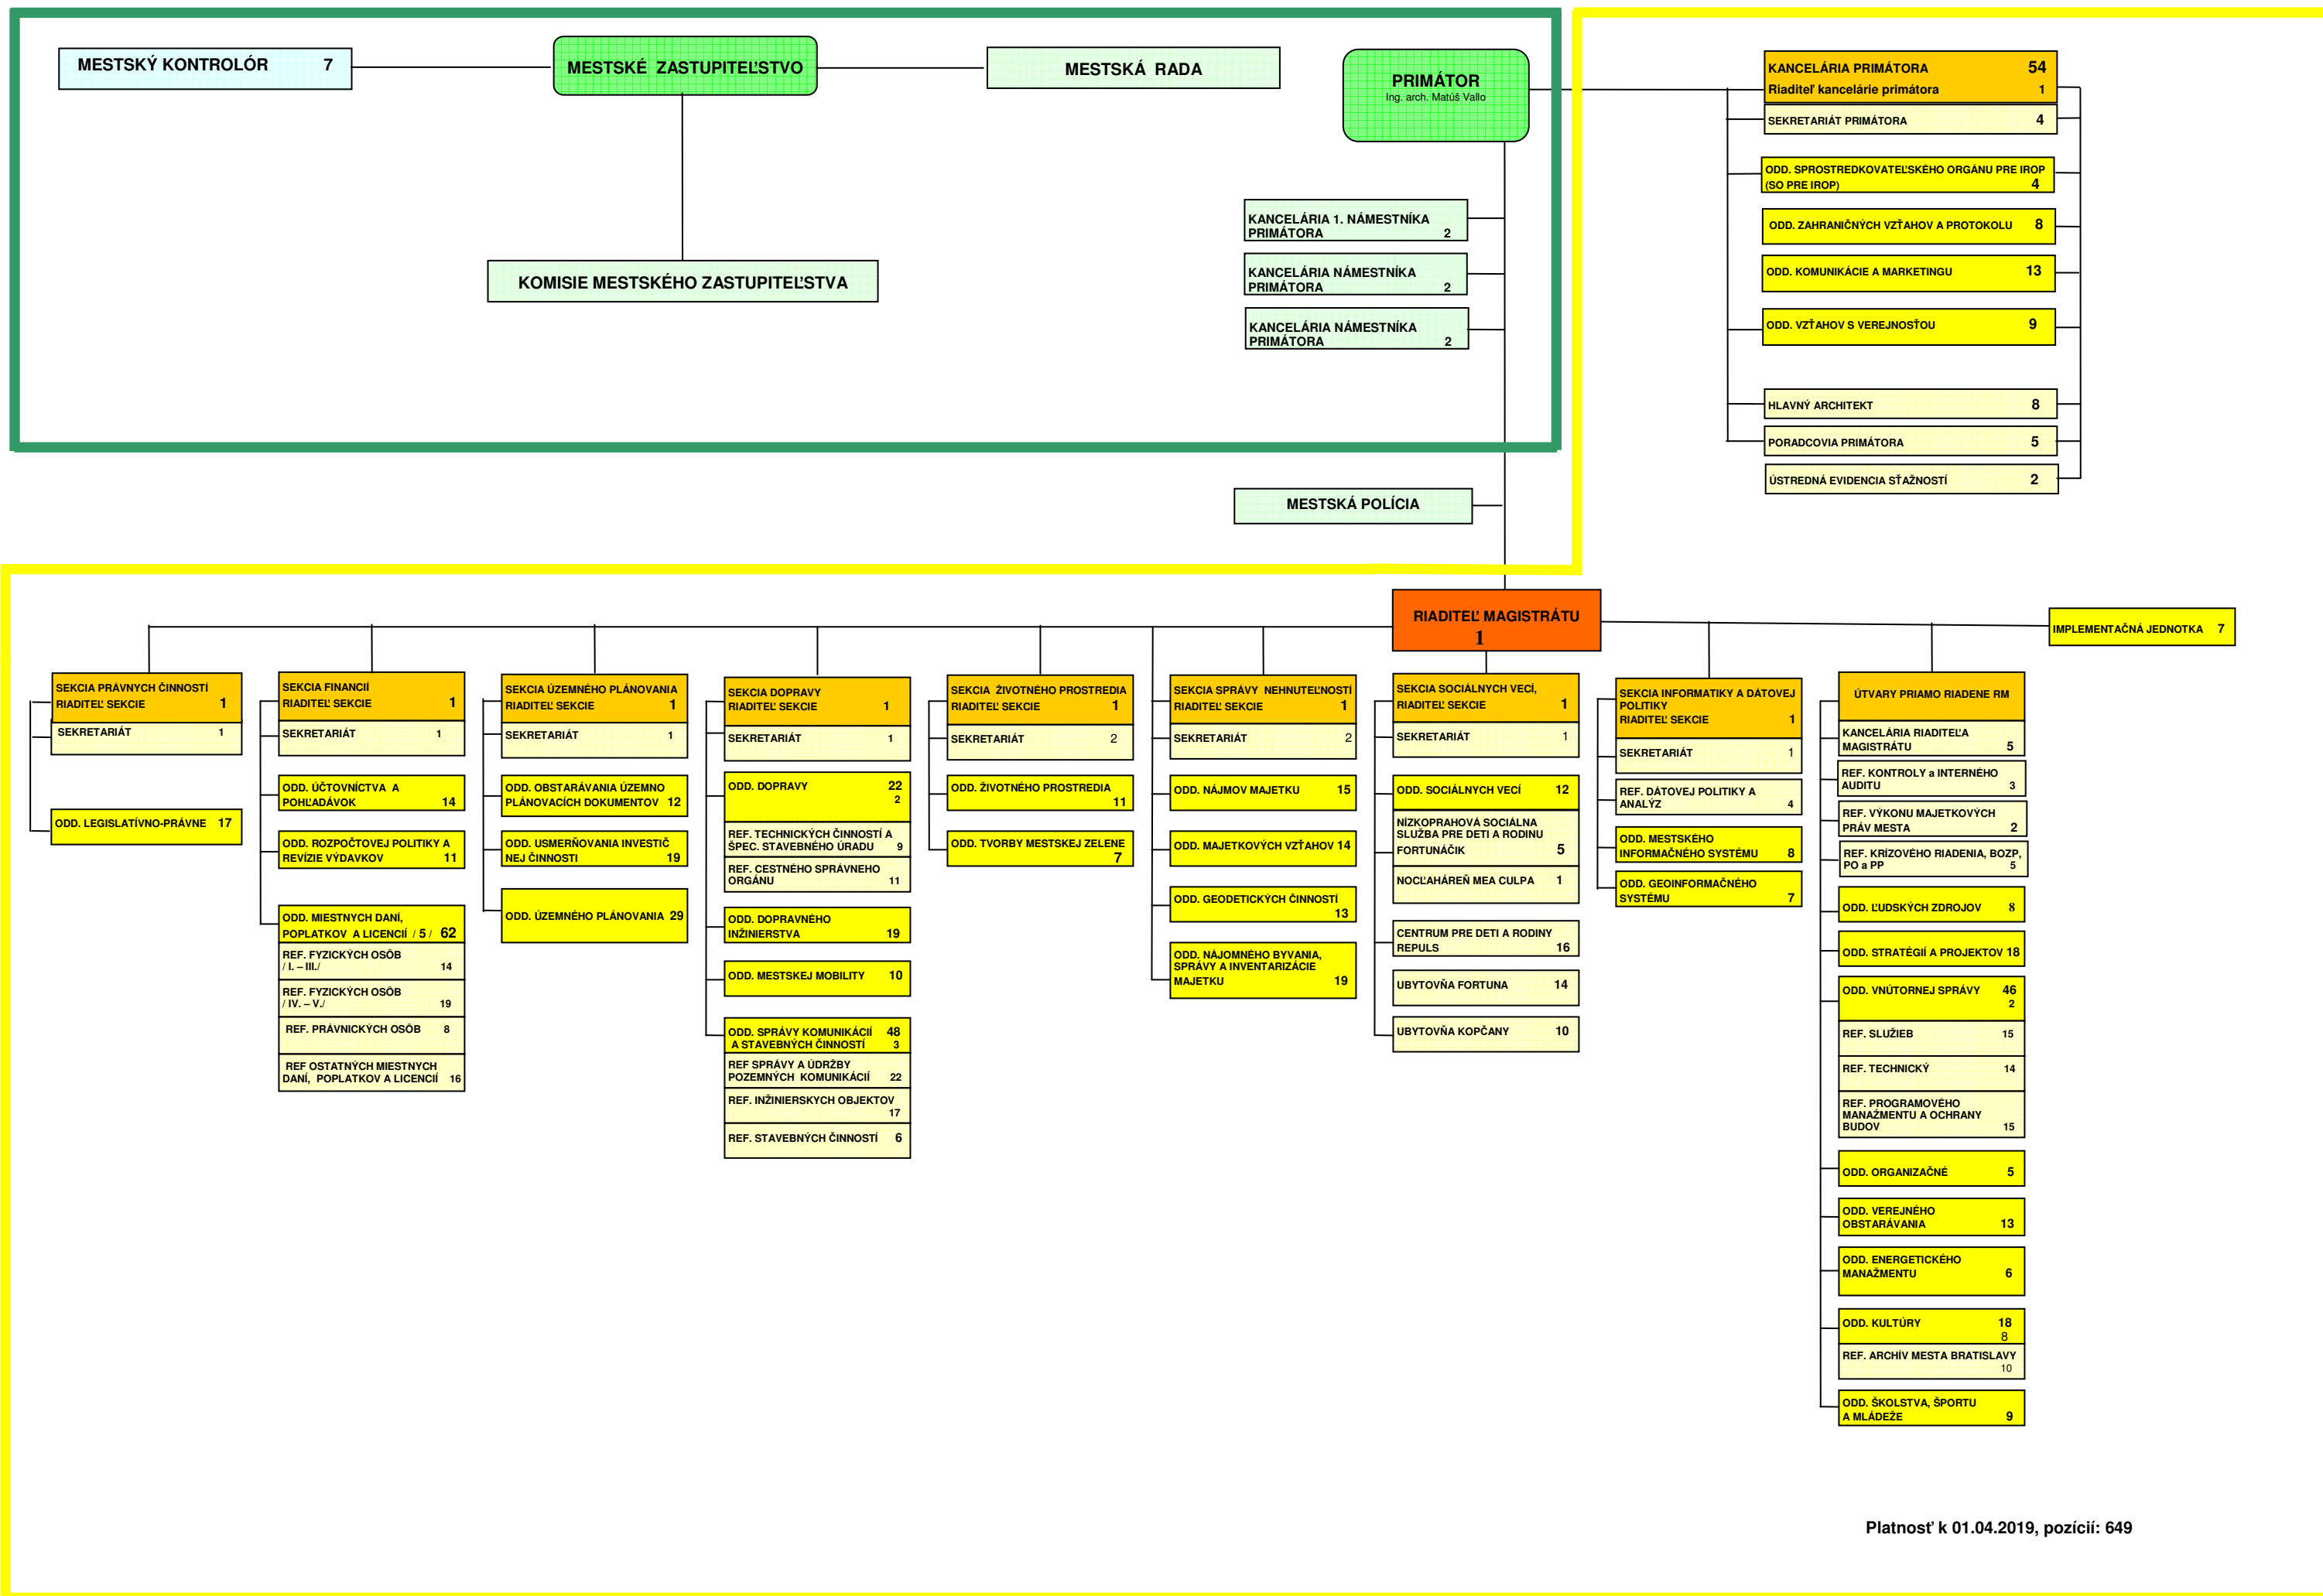 MESTSKÝ KONTROLÓR 7
MESTSKÉ ZASTUPITEĽSTVO
MESTSKÁ RADA
KOMISIE MESTSKÉHO ZASTUPITEĽSTVA
PRIMÁTOR
Ing. arch. Matúš Vallo
KANCELÁRIA 1. NÁMESTNÍKA
PRIMÁTORA 2
KANCELÁRIA NÁMESTNÍKA
PRIMÁTORA 2
KANCELÁRIA NÁMESTNÍKA
PRIMÁTORA 2
MESTSKÁ POLÍCIA
KANCELÁRIA PRIMÁTORA 54
Riaditeľ kancelárie primátora 1
SEKRETARIÁT PRIMÁTORA 4
ODD. SPROSTREDKOVATEĽSKÉHO ORGÁNU PRE IROP
(SO PRE IROP) 4
ODD. ZAHRANIČNÝCH VZŤAHOV A PROTOKOLU 8
ODD. KOMUNIKÁCIE A MARKETINGU 13
ODD. VZŤAHOV S VEREJNOSŤOU 9
HLAVNÝ ARCHITEKT 8
PORADCOVIA PRIMÁTORA 5
ÚSTREDNÁ EVIDENCIA SŤAŽNOSTÍ 2
RIADITEĽ MAGISTRÁTU
1
IMPLEMENTAČNÁ JEDNOTKA 7
SEKCIA PRÁVNYCH ČINNOSTÍ
RIADITEĽ SEKCIE 1
SEKRETARIÁT 1
ODD. LEGISLATÍVNO-PRÁVNE 17
SEKCIA FINANCIÍ
RIADITEĽ SEKCIE 1
SEKRETARIÁT 1
ODD. ÚČTOVNÍCTVA A
POHĽADÁVOK 14
ODD. ROZPOČTOVEJ POLITIKY A
REVÍZIE VÝDAVKOV 11
ODD. MIESTNYCH DANÍ,
POPLATKOV A LICENCIÍ / 5 / 62
REF. FYZICKÝCH OSÔB
/ I. – III./ 14
REF. FYZICKÝCH OSÔB
/ IV. – V./ 19
REF. PRÁVNICKÝCH OSÔB 8
REF OSTATNÝCH MIESTNYCH
DANÍ, POPLATKOV A LICENCIÍ 16
SEKCIA ÚZEMNÉHO PLÁNOVANIA
RIADITEĽ SEKCIE 1
SEKRETARIÁT 1
ODD. OBSTARÁVANIA ÚZEMNO
PLÁNOVACÍCH DOKUMENTOV 12
ODD. USMERŇOVANIA INVESTIČ
NEJ ČINNOSTI 19
ODD. ÚZEMNÉHO PLÁNOVANIA 29
SEKCIA DOPRAVY
RIADITEĽ SEKCIE 1
SEKRETARIÁT 1
ODD. DOPRAVY 22
2
REF. TECHNICKÝCH ČINNOSTÍ A
ŠPEC. STAVEBNÉHO ÚRADU 9
REF. CESTNÉHO SPRÁVNEHO
ORGÁNU 11
ODD. DOPRAVNÉHO
INŽINIERSTVA 19
ODD. MESTSKEJ MOBILITY 10
ODD. SPRÁVY KOMUNIKÁCIÍ 48
A STAVEBNÝCH ČINNOSTÍ 3
REF SPRÁVY A ÚDRŽBY
POZEMNÝCH KOMUNIKÁCIÍ 22
REF. INŽINIERSKYCH OBJEKTOV
17
REF. STAVEBNÝCH ČINNOSTÍ 6
SEKCIA ŽIVOTNÉHO PROSTREDIA
RIADITEĽ SEKCIE 1
SEKRETARIÁT 2
ODD. ŽIVOTNÉHO PROSTREDIA
11
ODD. TVORBY MESTSKEJ ZELENE
7
SEKCIA SPRÁVY NEHNUTEĽNOSTÍ
RIADITEĽ SEKCIE 1
SEKRETARIÁT 2
ODD. NÁJMOV MAJETKU 15
ODD. MAJETKOVÝCH VZŤAHOV 14
ODD. GEODETICKÝCH ČINNOSTÍ
13
ODD. NÁJOMNÉHO BYVANIA,
SPRÁVY A INVENTARIZÁCIE
MAJETKU 19
SEKCIA SOCIÁLNYCH VECÍ,
RIADITEĽ SEKCIE 1
SEKRETARIÁT 1
ODD. SOCIÁLNYCH VECÍ 12
NÍZKOPRAHOVÁ SOCIÁLNA
SLUŽBA PRE DETI A RODINU
FORTUNÁČIK 5
NOCĽAHÁREŇ MEA CULPA 1
CENTRUM PRE DETI A RODINY
REPULS 16
UBYTOVŇA FORTUNA 14
UBYTOVŇA KOPČANY 10
SEKCIA INFORMATIKY A DÁTOVEJ
POLITIKY
RIADITEĽ SEKCIE 1
SEKRETARIÁT 1
REF. DÁTOVEJ POLITIKY A
ANALÝZ 4
ODD. MESTSKÉHO
INFORMAČNÉHO SYSTÉMU 8
ODD. GEOINFORMAČNÉHO
SYSTÉMU 7
ÚTVARY PRIAMO RIADENE RM
KANCELÁRIA RIADITEĽA
MAGISTRÁTU 5
REF. KONTROLY a INTERNÉHO
AUDITU 3
REF. VÝKONU MAJETKOVÝCH
PRÁV MESTA 2
REF. KRÍZOVÉHO RIADENIA, BOZP,
PO a PP 5
ODD. ĽUDSKÝCH ZDROJOV 8
ODD. STRATÉGIÍ A PROJEKTOV 18
ODD. VNÚTORNEJ SPRÁVY 46
2
REF. SLUŽIEB 15
REF. TECHNICKÝ 14
REF. PROGRAMOVÉHO
MANAŽMENTU A OCHRANY
BUDOV 15
ODD. ORGANIZAČNÉ 5
ODD. VEREJNÉHO
OBSTARÁVANIA 13
ODD. ENERGETICKÉHO
MANAŽMENTU 6
ODD. KULTÚRY 18
8
REF. ARCHÍV MESTA BRATISLAVY
10
ODD. ŠKOLSTVA, ŠPORTU
A MLÁDEŽE 9
Platnosť k 01.04.2019, pozícií: 649